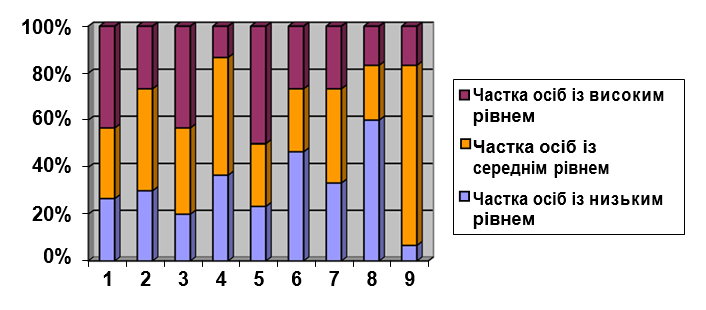 100%
80%
60%
40%
20%
0%
1 2 3 4 5 6 7 8 9
Частка осіб із високим
рівнем
Частка осіб із
середнім рівнем
Частка осіб із низьким
рівнем